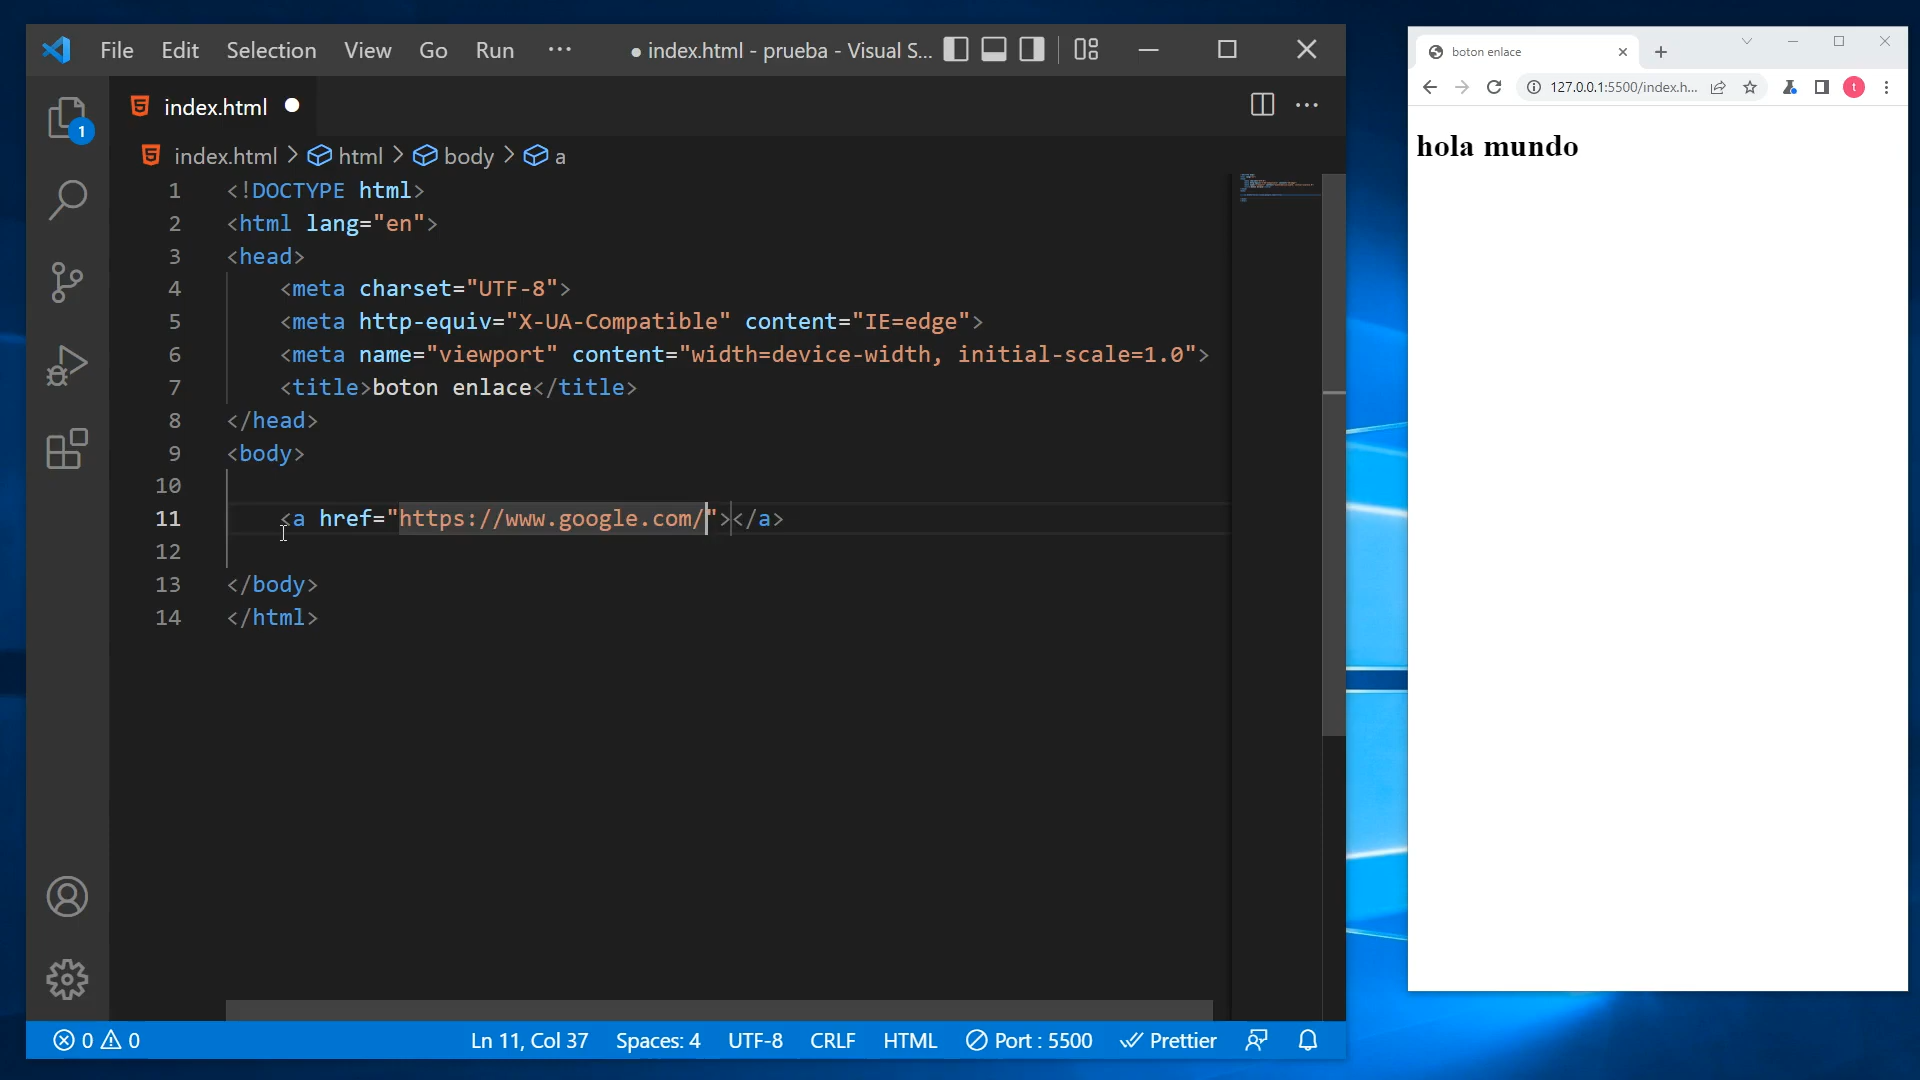 File Edit Selection View Go Run ···
● index.html - prueba - Visual S...
index.html
1
index.html > html > body > a
1 <!DOCTYPE html>
2 <html lang="en">
3 <head>
4 <meta charset="UTF-8">
5 <meta http-equiv="X-UA-Compatible" content="IE=edge">
6 <meta name="viewport" content="width=device-width, initial-scale=1.0">
7 <title>boton enlace</title>
8 </head>
9 <body>
10
11 <a href="https://www.google.com/"></a>
12
13 </body>
14 </html>
0 0 Ln 11, Col 37 Spaces: 4 UTF-8 CRLF HTML Port : 5500 Prettier
boton enlace
127.0.0.1:5500/index.h...
t
hola mundo